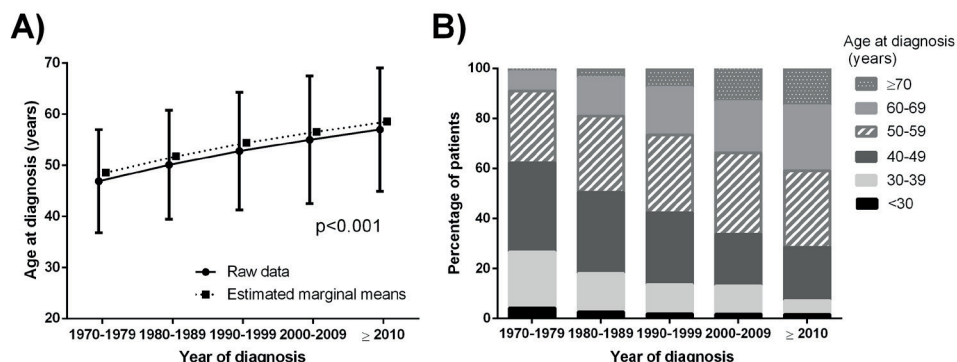 A)
70
60
50
40
30
20
Age at diagnosis (years)
p<0.001
Raw data
Estimated marginal means
1970-1979 1980-1989 1990-1999 2000-2009 ≥ 2010
Year of diagnosis
B)
100
80
60
40
20
0
Percentage of patients
1970-1979 1980-1989 1990-1999 2000-2009 ≥ 2010
Year of diagnosis
Age at diagnosis
(years)
≥70
60-69
50-59
40-49
30-39
<30